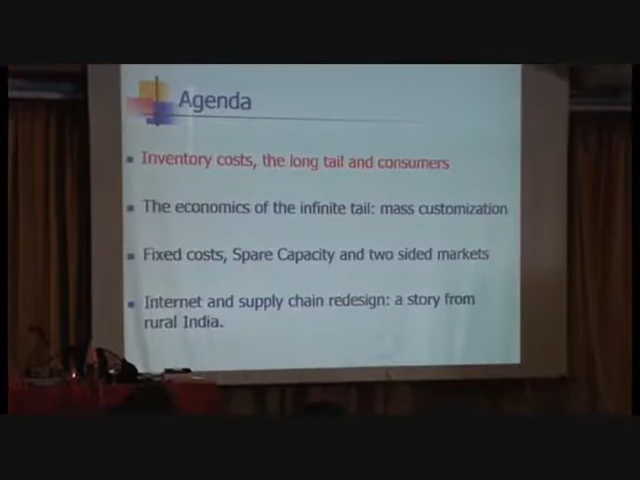 Agenda
Inventory costs, the long tail and consumers
The economics of the infinite tail: mass customization
Fixed costs, Spare Capacity and two sided markets
Internet and supply chain redesign: a story from
rural India.